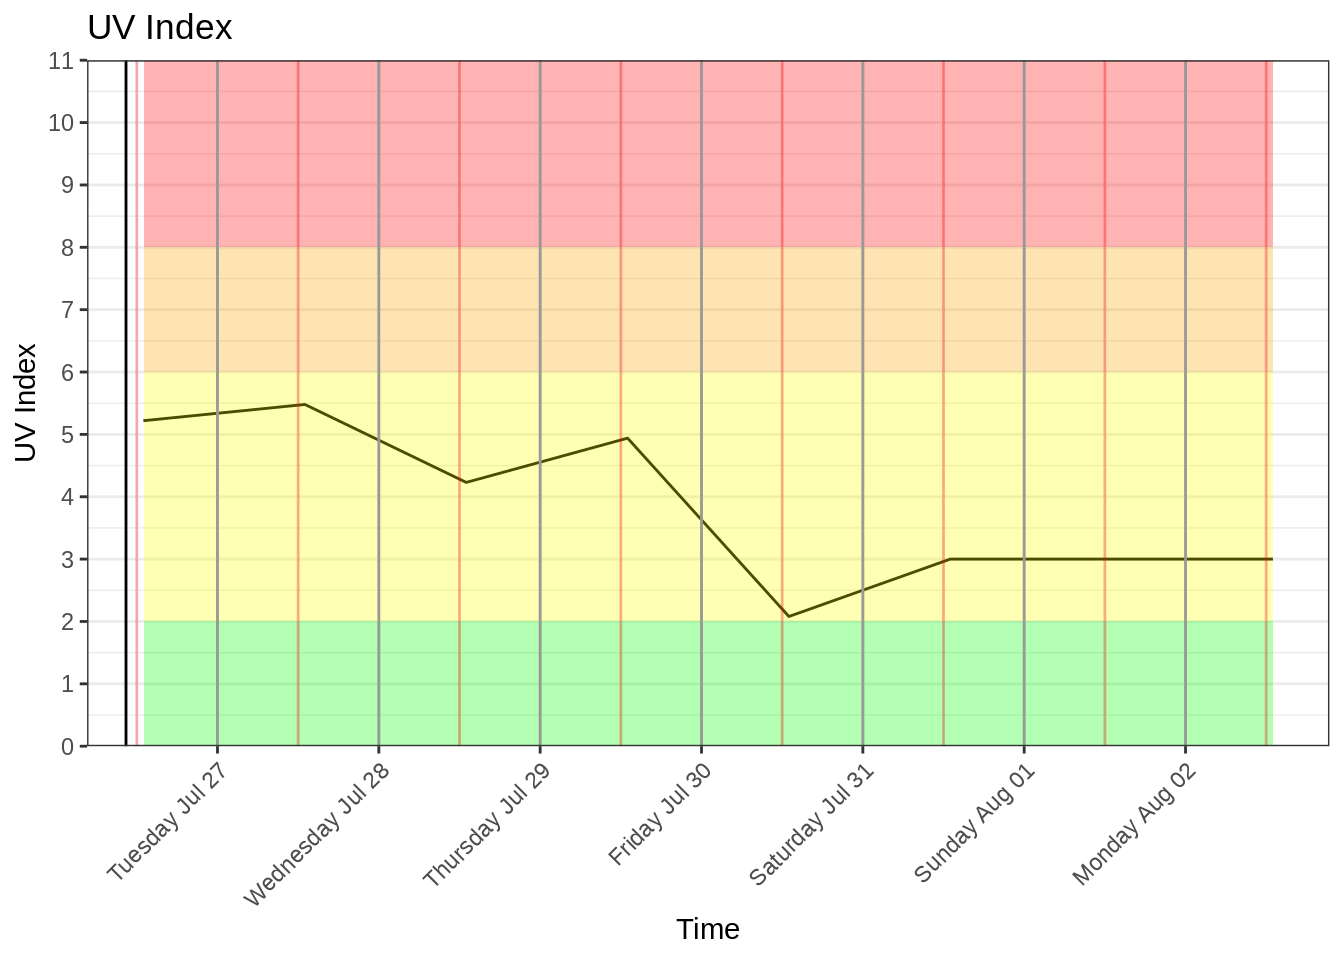 UV Index
11
10
9
8
7
6
5
4
3
2
1
0
UV Index
Tuesday Jul 27
Wednesday Jul 28
Thursday Jul 29
Friday Jul 30
Saturday Jul 31
Sunday Aug 01
Monday Aug 02
Time